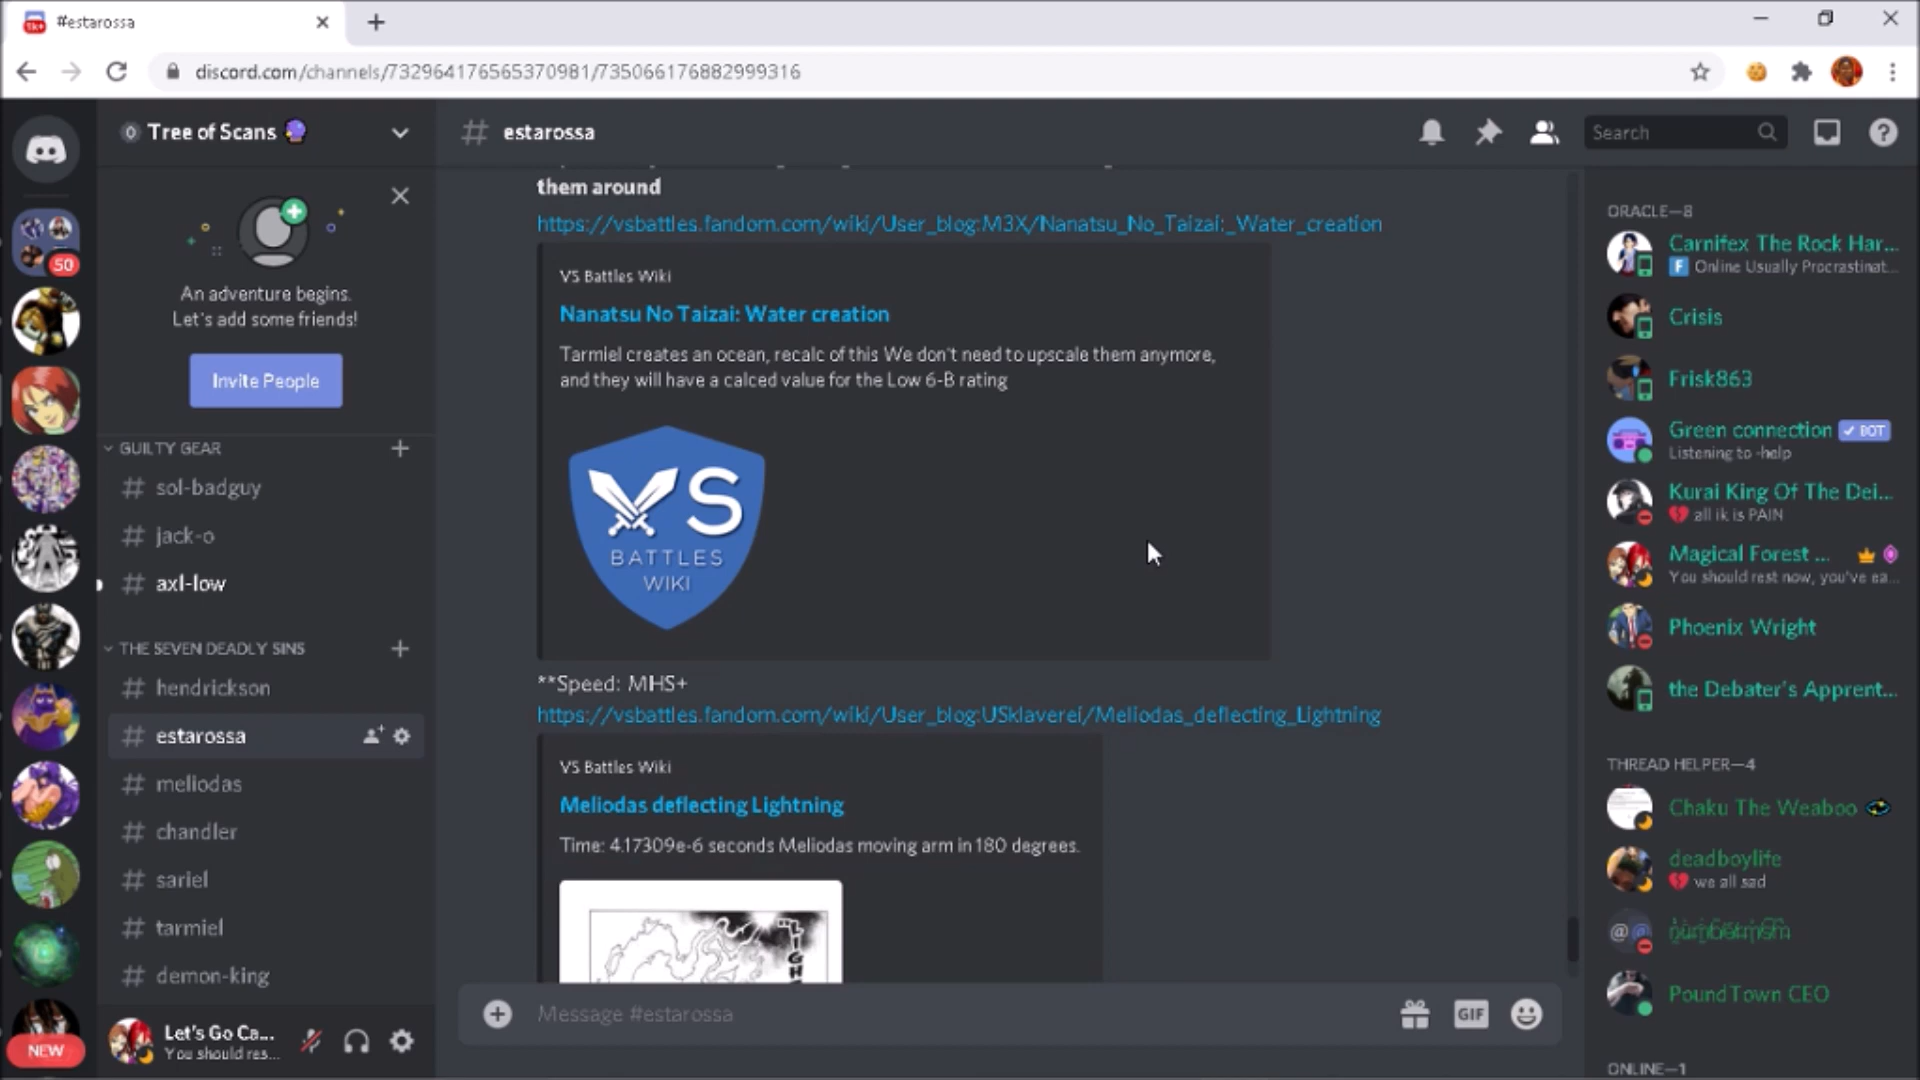 #estarossa
discord.com/channels/732964176565370981/735066176882999316
Tree of Scans
An adventure begins.
Let's add some friends!
Invite People
50
GUILTY GEAR
sol-badguy
jack-o
axl-low
THE SEVEN DEADLY SINS
hendrickson
estarossa
meliodas
chandler
sariel
tarmiel
demon-king
NEW
Let's Go Ca...
You should res...
estarossa
Search
them around
https://vsbattles.fandom.com/wiki/User_blog:M3X/Nanatsu_No_Taizai:_Water_creation
VS Battles Wiki
Nanatsu No Taizai: Water creation
Tarmiel creates an ocean, recalc of this We don't need to upscale them anymore,
and they will have a calced value for the Low 6-B rating
VS
BATTLES
WIKI
**Speed: MHS+
https://vsbattles.fandom.com/wiki/User_blog:USklaverei/Meliodas_deflecting_Lightning
VS Battles Wiki
Meliodas deflecting Lightning
Time: 4.17309e-6 seconds Meliodas moving arm in 180 degrees.
LIGH
Message #estarossa
GIF
ORACLE—8
Carnifex The Rock Har...
F Online Usually Procrastinat...
Crisis
Frisk863
Green connection ✓ BOT
Listening to -help
Kurai King Of The Dei...
all ik is PAIN
Magical Forest ...
You should rest now, you've ea...
Phoenix Wright
the Debater's Apprent...
THREAD HELPER—4
Chaku The Weaboo
deadboylife
we all sad
PoundTown CEO
ONLINE—1